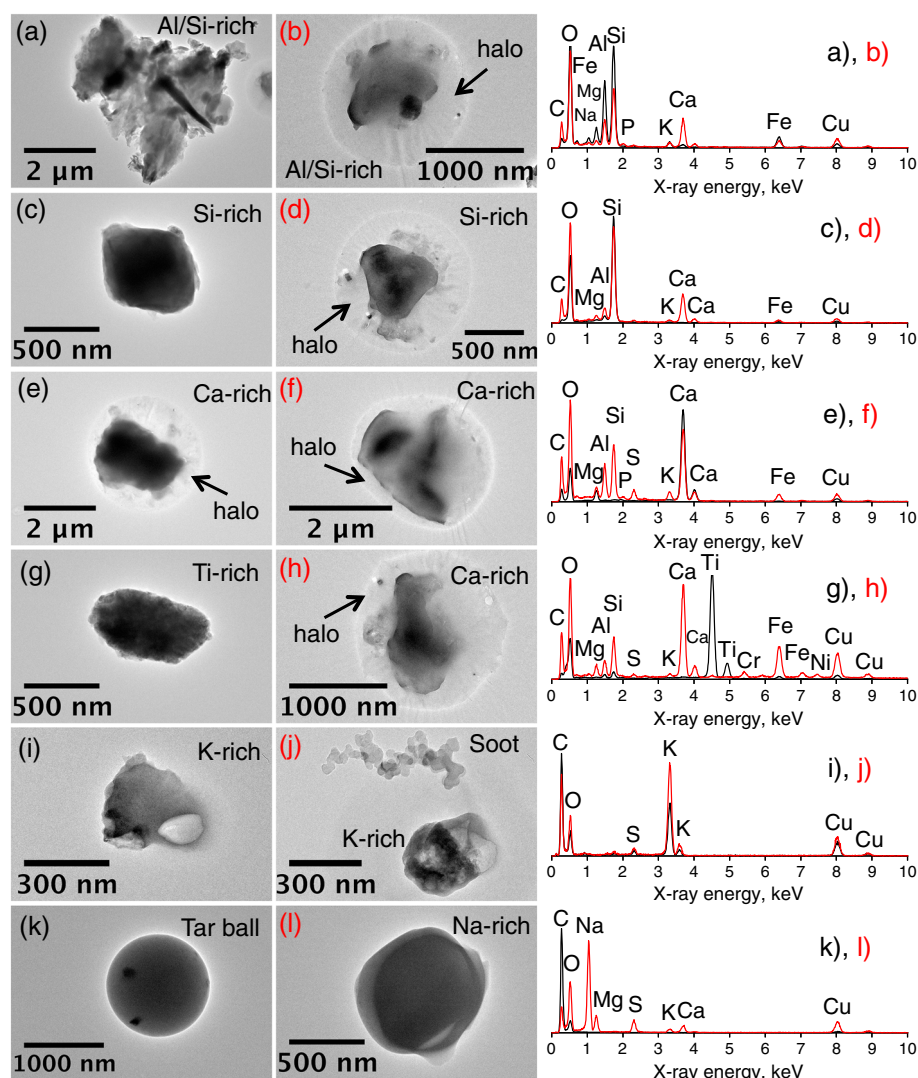 (a) Al/Si-rich
2 µm
(b)
halo
Al/Si-rich 1000 nm
O Al Si
Fe
Mg
C Na P K Ca Fe Cu
a), b)
0 1 2 3 4 5 6 7 8 9 10
X-ray energy, keV
(c) Si-rich
500 nm
(d) Si-rich
halo
500 nm
O Si
C Mg Al K Ca Ca Fe Cu
c), d)
0 1 2 3 4 5 6 7 8 9 10
X-ray energy, keV
(e) Ca-rich
halo
2 µm
(f) Ca-rich
halo
2 µm
O Ca
Si
C Mg Al P S K Ca Fe Cu
e), f)
0 1 2 3 4 5 6 7 8 9 10
X-ray energy, keV
(g) Ti-rich
500 nm
(h) Ca-rich
halo
1000 nm
O Ca Ti
Si
C Mg Al S K Ca Ti Cr Fe Fe Ni Cu Cu
g), h)
0 1 2 3 4 5 6 7 8 9 10
X-ray energy, keV
(i) K-rich
300 nm
(j) Soot
K-rich
300 nm
C O S K K Cu Cu
i), j)
0 1 2 3 4 5 6 7 8 9 10
X-ray energy, keV
(k) Tar ball
1000 nm
(l) Na-rich
500 nm
C Na
O Mg S K Ca Cu
k), l)
0 1 2 3 4 5 6 7 8 9 10
X-ray energy, keV